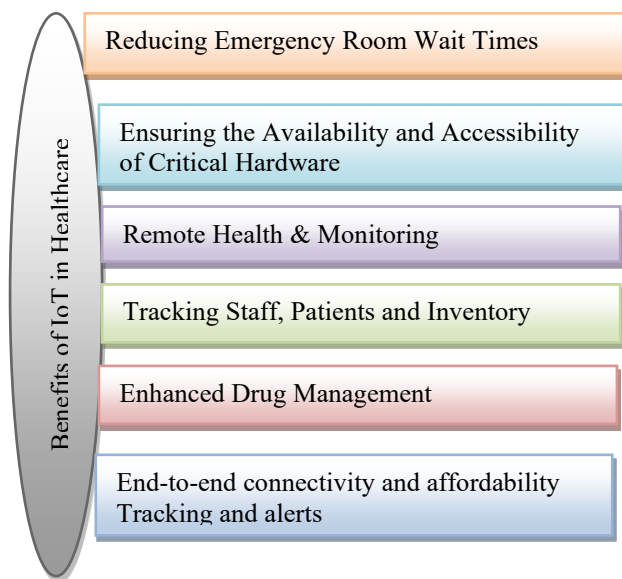 Benefits of IoT in Healthcare
Reducing Emergency Room Wait Times
Ensuring the Availability and Accessibility
of Critical Hardware
Remote Health & Monitoring
Tracking Staff, Patients and Inventory
Enhanced Drug Management
End-to-end connectivity and affordability
Tracking and alerts